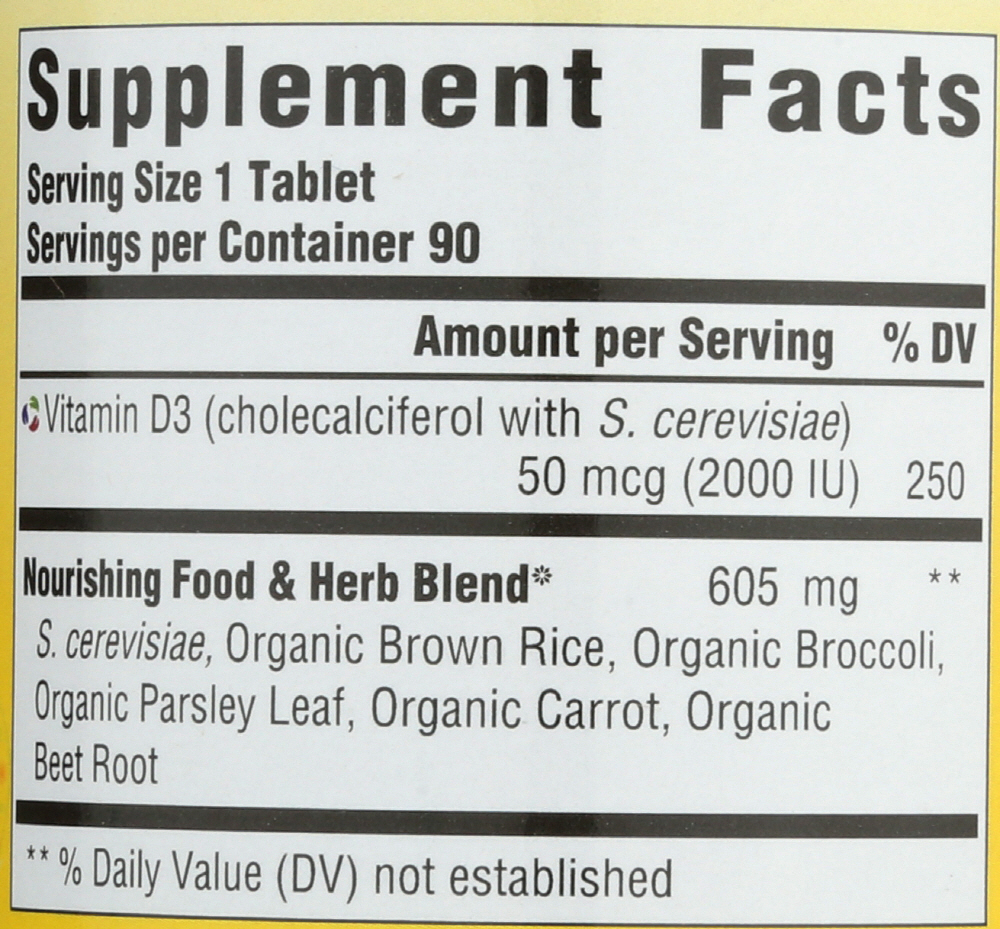 Supplement Facts
Serving Size 1 Tablet
Servings per Container 90
Amount per Serving % DV
Vitamin D3 (cholecalciferol with S. cerevisiae)
50 mcg (2000 IU) 250
Nourishing Food & Herb Blend* 605 mg **
S. cerevisiae, Organic Brown Rice, Organic Broccoli,
Organic Parsley Leaf, Organic Carrot, Organic
Beet Root
** % Daily Value (DV) not established